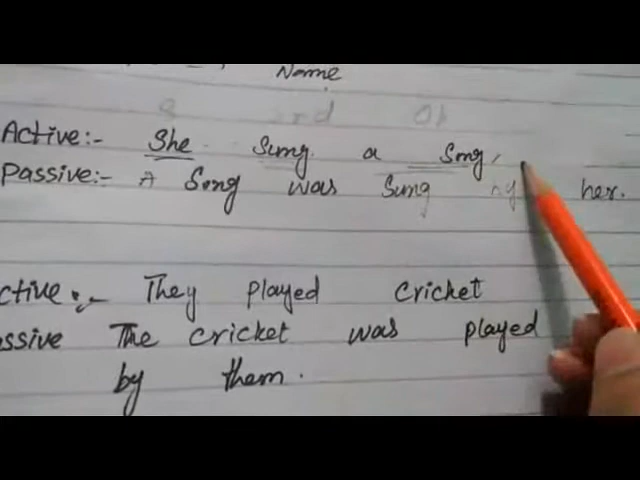 Name
Active:- She Sung a Song,
Passive:- A Song was Sung by her.
ctive:- They played cricket
assive The cricket was played
by them.